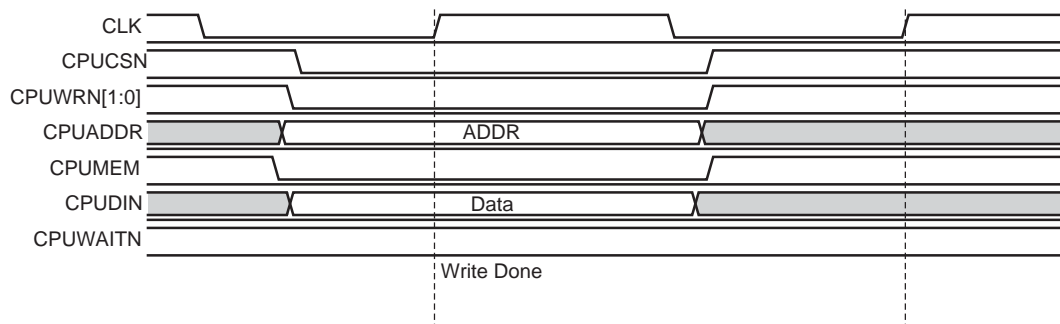 CLK
CPUCSN
CPUWRN[1:0]
CPUADDR ADDR
CPUMEM
CPUDIN Data
CPUWAITN
Write Done